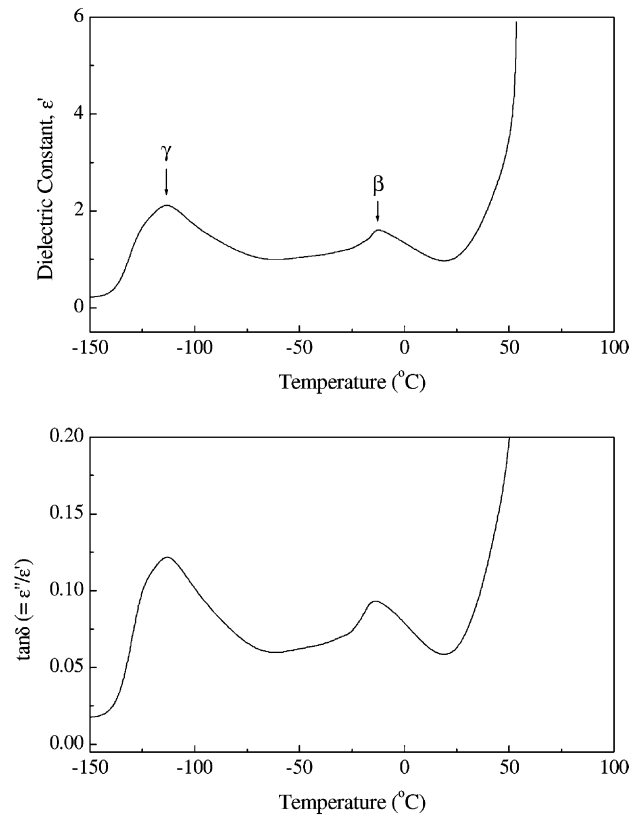 6
4
2
0
Dielectric Constant, ε'
γ
β
-150 -100 -50 0 50 100
Temperature (°C)
0.20
0.15
0.10
0.05
0.00
tanδ (= ε"/ε')
-150 -100 -50 0 50 100
Temperature (°C)